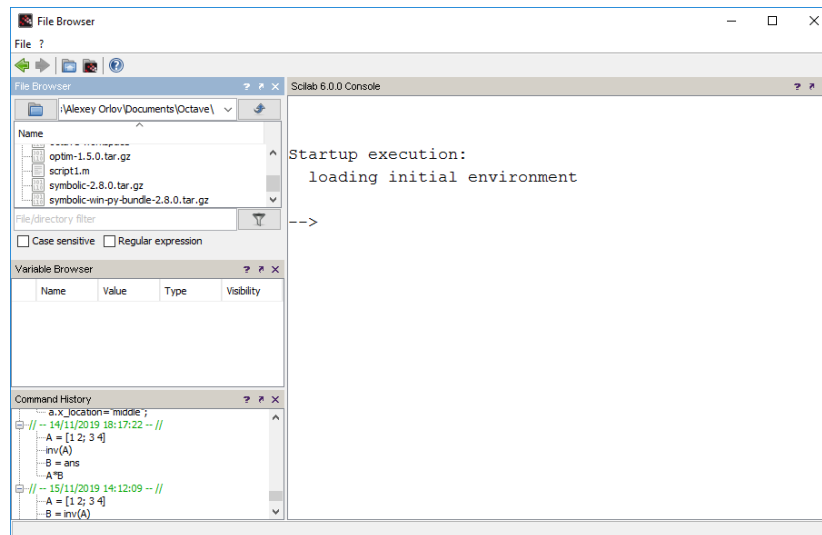 File Browser
File ?
File Browser
Scilab 6.0.0 Console
:\Alexey Orlov\Documents\Octave\
Name
optim-1.5.0.tar.gz
script1.m
symbolic-2.8.0.tar.gz
symbolic-win-py-bundle-2.8.0.tar.gz
File/directory filter
Case sensitive Regular expression
Variable Browser
Name Value Type Visibility
Command History
a.x_location="middle";
// -- 14/11/2019 18:17:22 -- //
A = [1 2; 3 4]
inv(A)
B = ans
A*B
// -- 15/11/2019 14:12:09 -- //
A = [1 2; 3 4]
B = inv(A)
Startup execution:
loading initial environment
-->